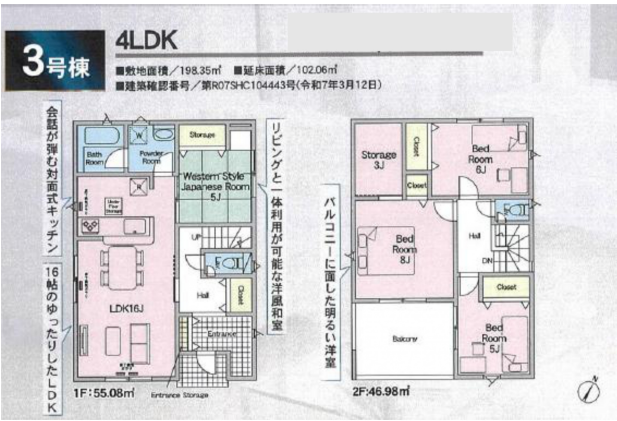 3号棟
4LDK
■敷地面積／198.35㎡ ■延床面積／102.06㎡
■建築確認番号／第R07SHC104443号(令和7年3月12日)
会話が弾む対面式キッチン
16帖のゆったりしたLDK
Bath Room
Powder Room
W
Storage
Western Style
Japanese Room
5J
Under Floor Storage
LDK16J
UP
Hall
Closet
Entrance
Entrance Storage
1F:55.08㎡
リビングと一体利用が可能な洋風和室
バルコニーに面した明るい洋室
Storage
3J
Closet
Closet
Bed Room
6J
Bed Room
8J
Hall
DN
Closet
Bed Room
5J
Balcony
2F:46.98㎡
N